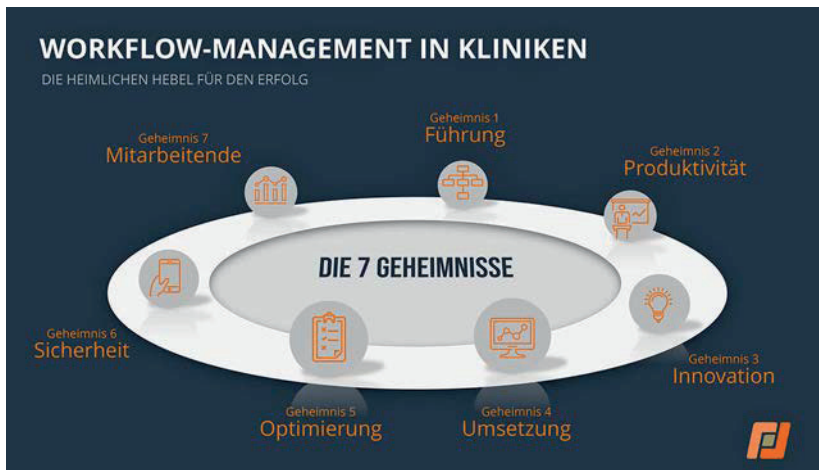 WORKFLOW-MANAGEMENT IN KLINIKEN
DIE HEIMLICHEN HEBEL FÜR DEN ERFOLG
Geheimnis 1
Führung
Geheimnis 2
Produktivität
Geheimnis 3
Innovation
Geheimnis 4
Umsetzung
Geheimnis 5
Optimierung
Geheimnis 6
Sicherheit
Geheimnis 7
Mitarbeitende
DIE 7 GEHEIMNISSE